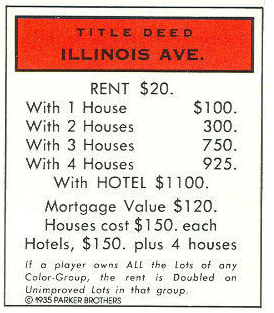 TITLE DEED
ILLINOIS AVE.
RENT $20.
With 1 House $100.
With 2 Houses 300.
With 3 Houses 750.
With 4 Houses 925.
With HOTEL $1100.
Mortgage Value $120.
Houses cost $150. each
Hotels, $150. plus 4 houses
If a player owns ALL the Lots of any
Color-Group, the rent is Doubled on
Unimproved Lots in that group.
© 1935 PARKER BROTHERS